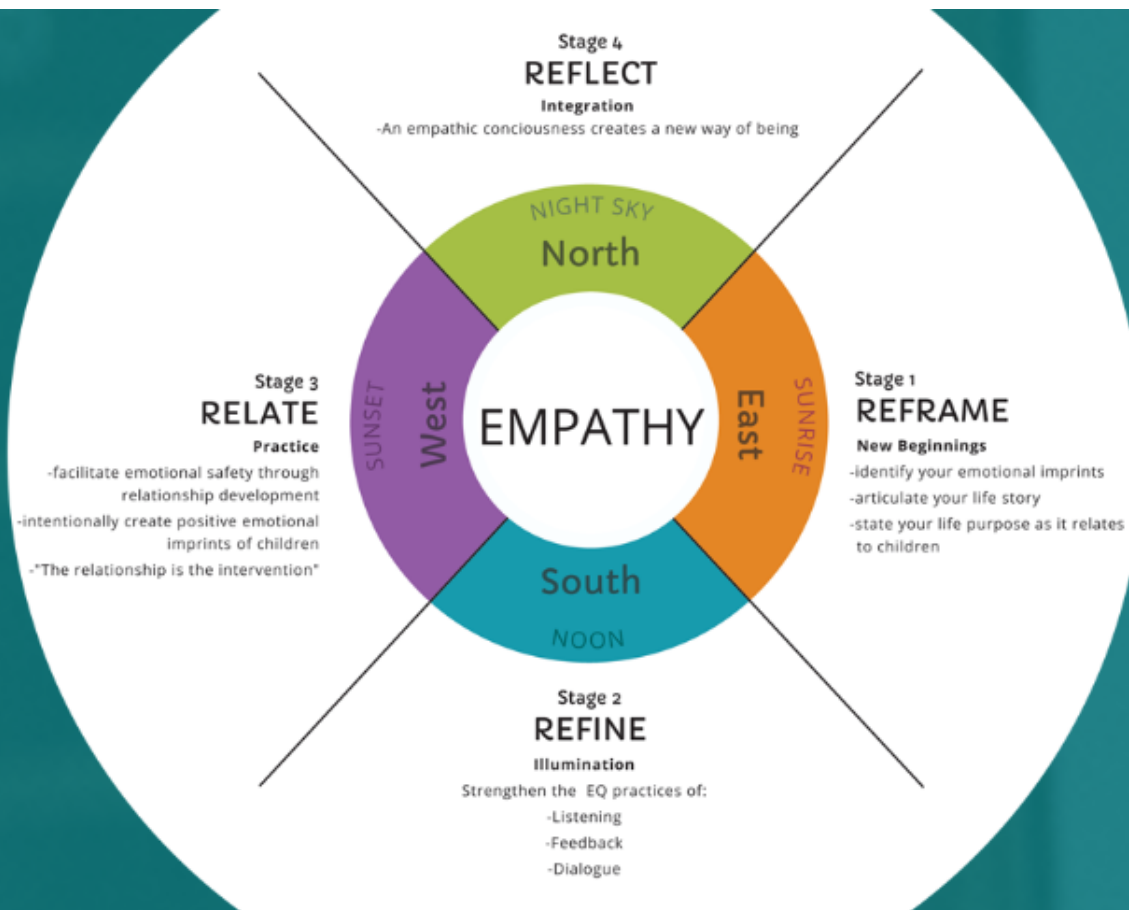 Stage 4
REFLECT
Integration
-An empathic conciousness creates a new way of being
NIGHT SKY
North
EMPATHY
East
SUNRISE
Stage 1
REFRAME
New Beginnings
-identify your emotional imprints
-articulate your life story
-state your life purpose as it relates
to children
South
NOON
Stage 2
REFINE
Illumination
Strengthen the EQ practices of:
-Listening
-Feedback
-Dialogue
West
SUNSET
Stage 3
RELATE
Practice
-facilitate emotional safety through
relationship development
-intentionally create positive emotional
imprints of children
-"The relationship is the intervention"